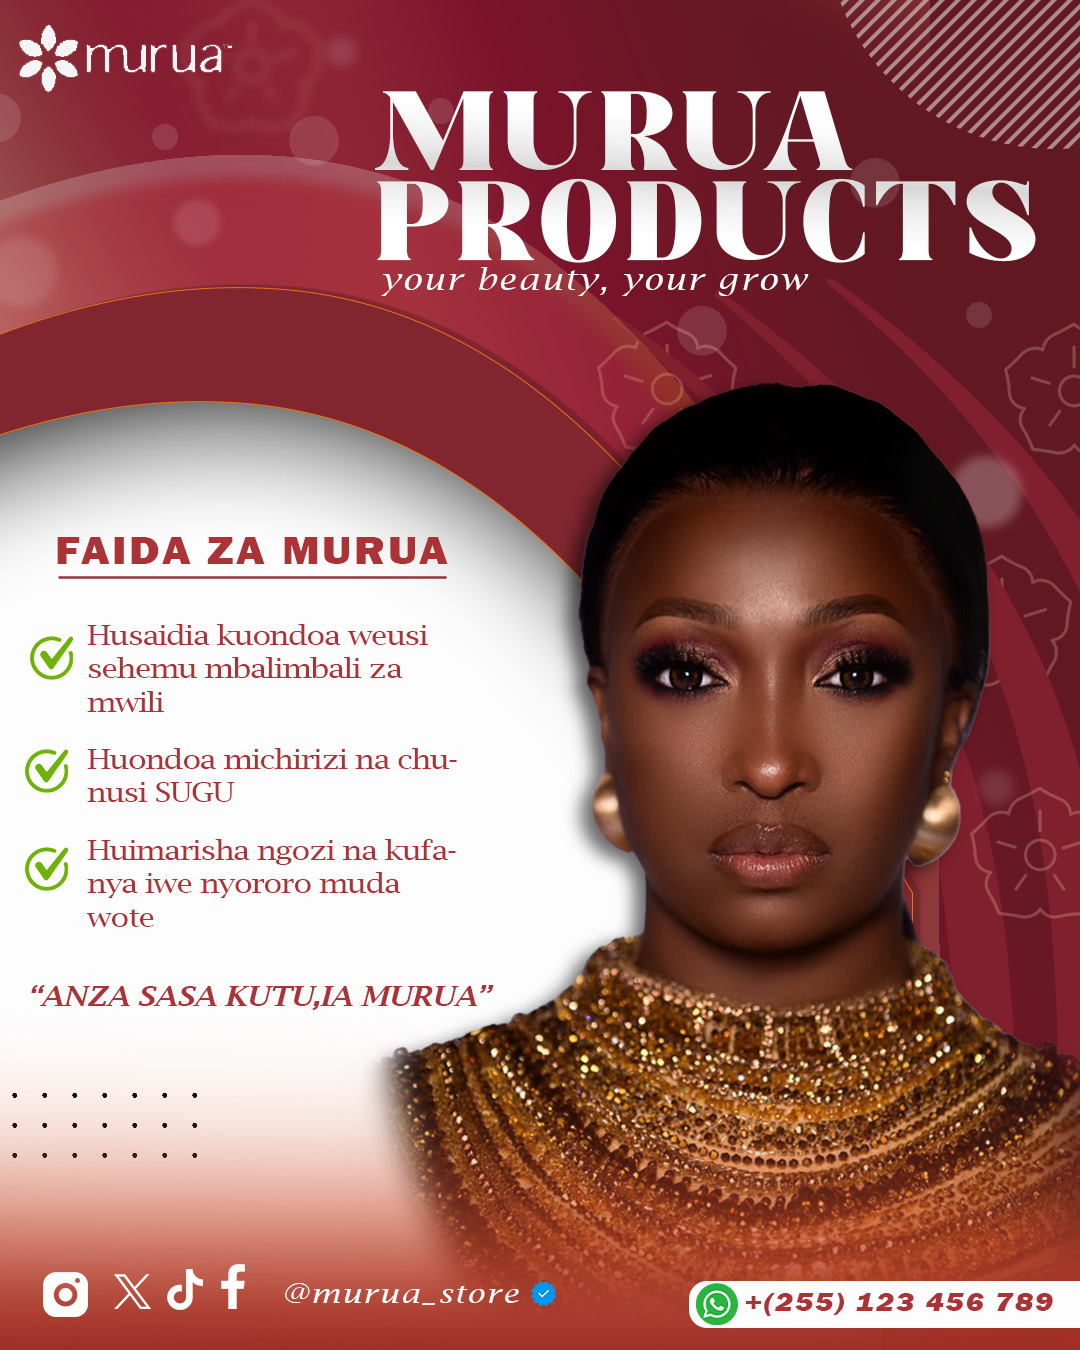 murua™
MURUA
PRODUCTS
your beauty, your grow
FAIDA ZA MURUA
Husaidia kuondoa weusi
sehemu mbalimbali za
mwili
Huondoa michirizi na chu-
nusi SUGU
Huimarisha ngozi na kufa-
nya iwe nyororo muda
wote
“ANZA SASA KUTU,IA MURUA”
@murua_store
+(255) 123 456 789